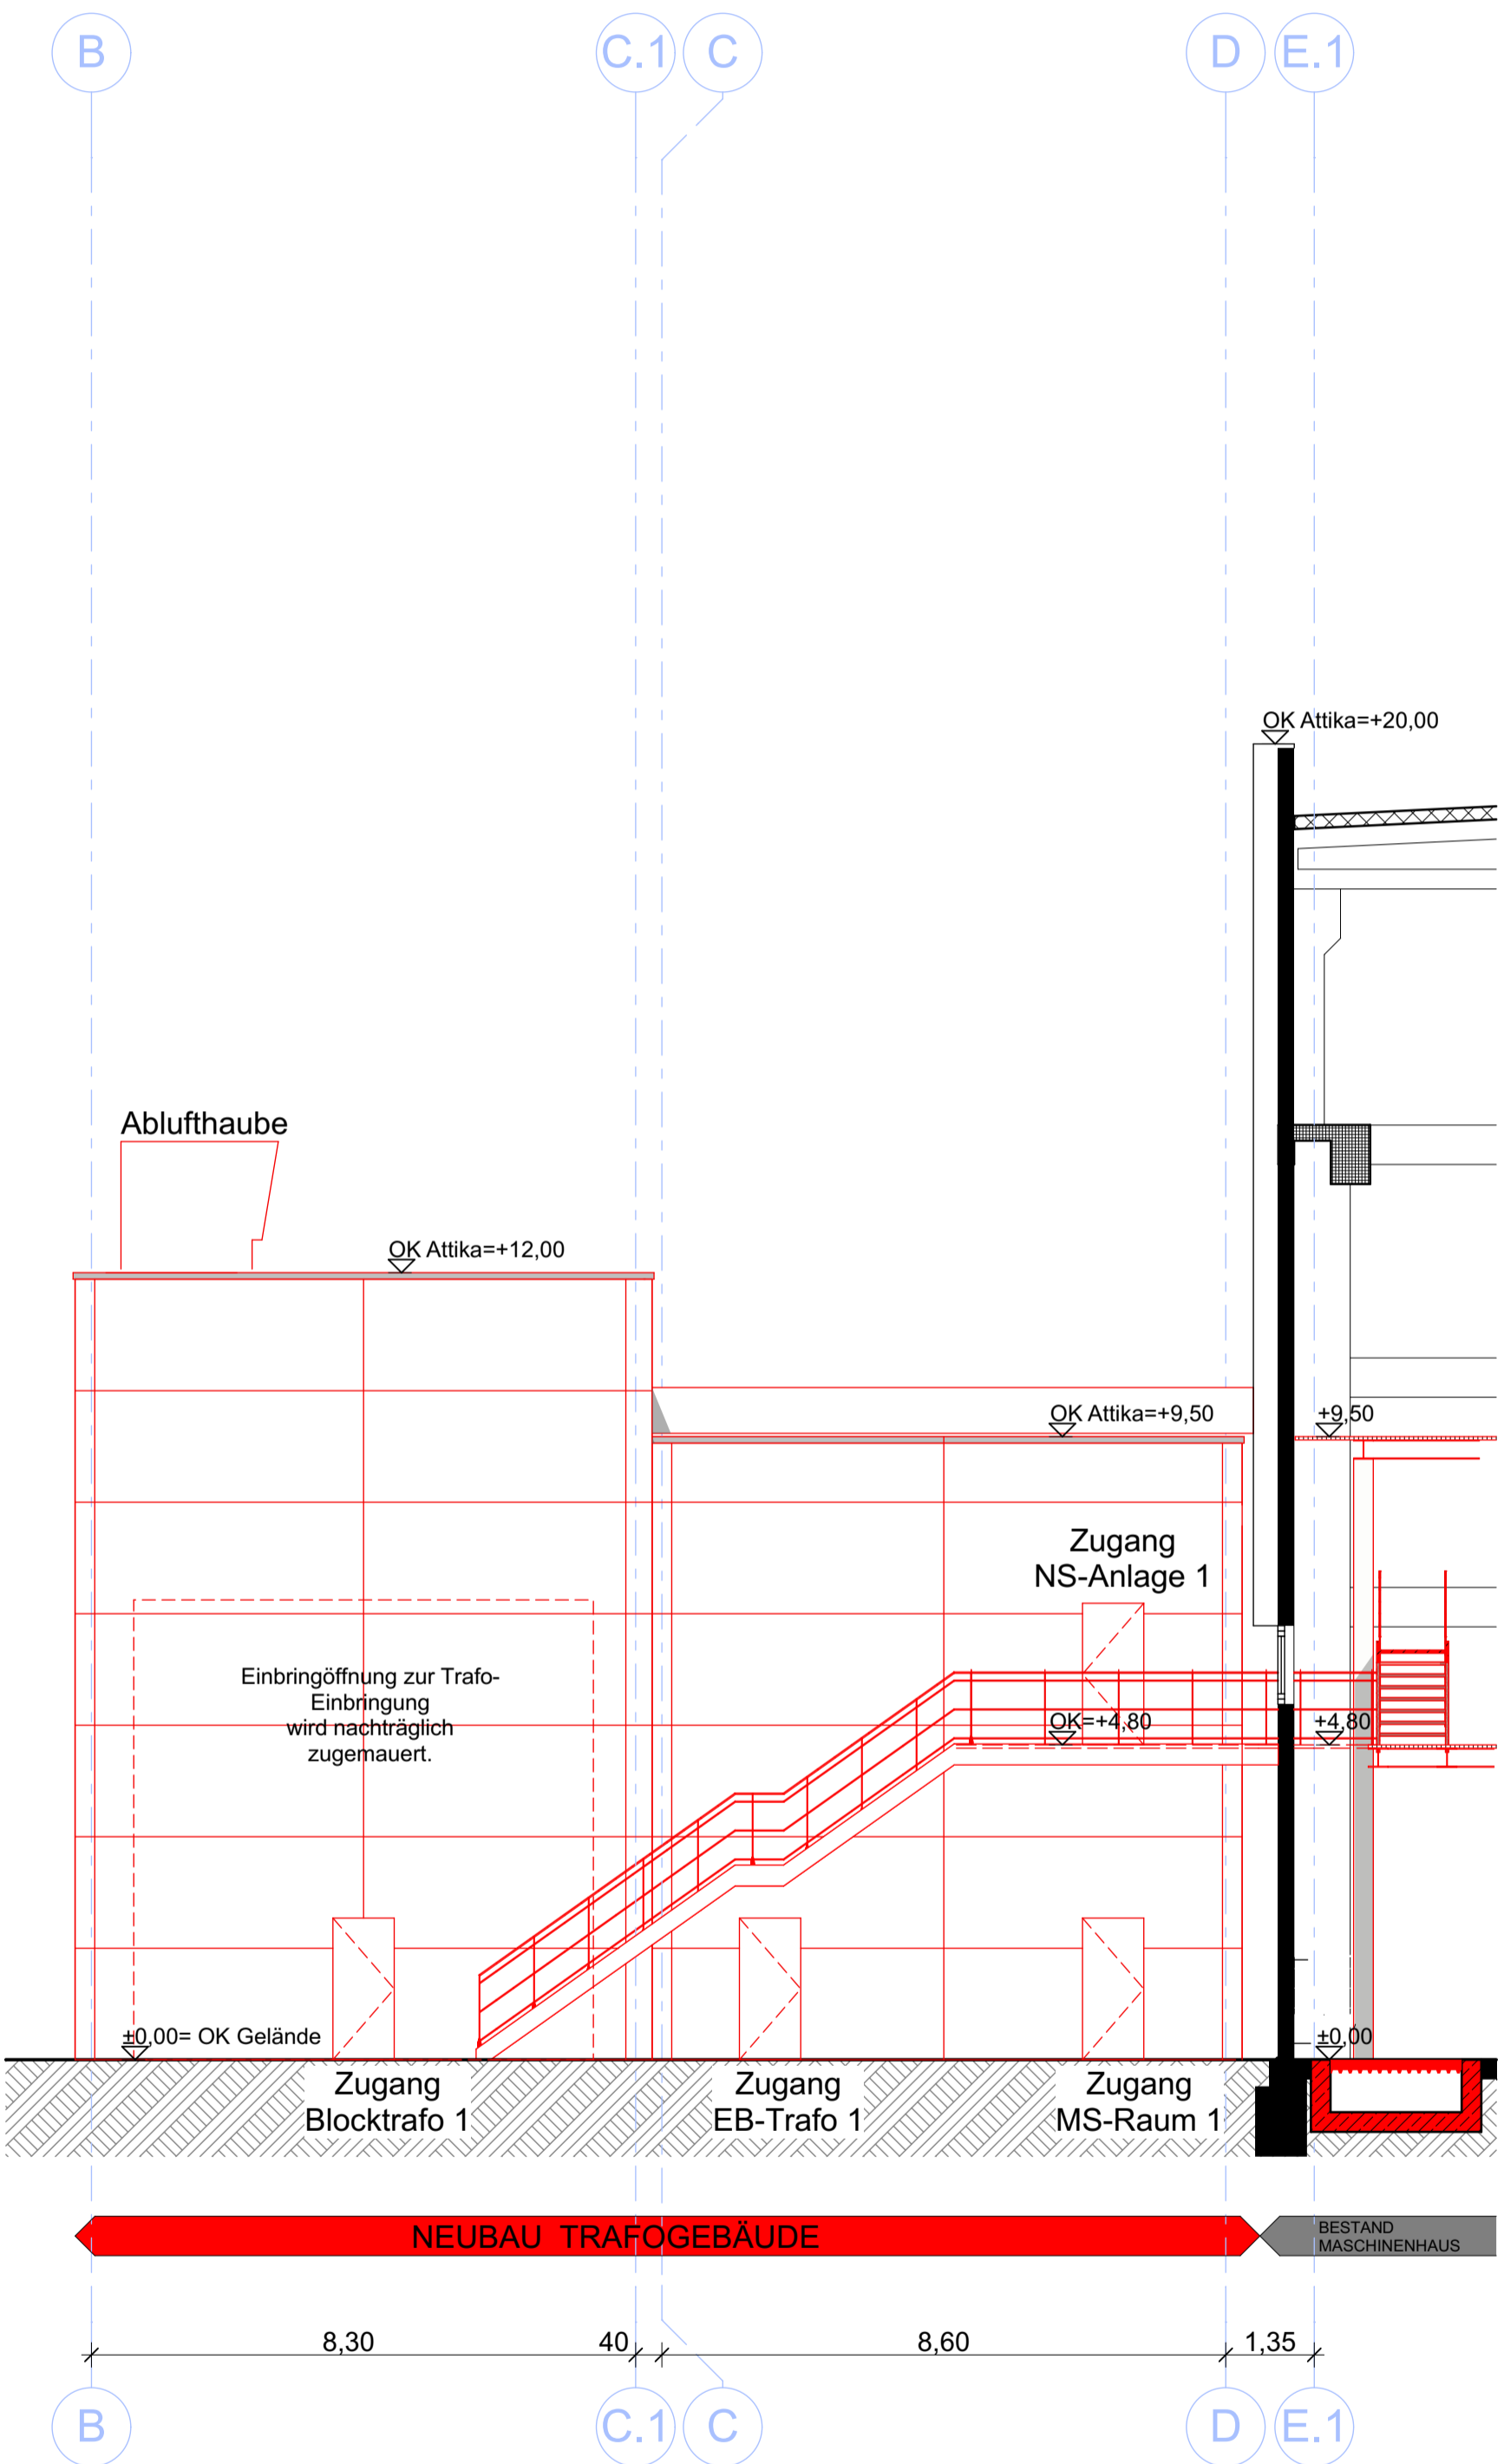 B
C.1
C
D
E.1
OK Attika=+20,00
Ablufthaube
OK Attika=+12,00
OK Attika=+9,50
+9,50
Zugang
NS-Anlage 1
Einbringöffnung zur Trafo-
Einbringung
wird nachträglich
zugemauert.
OK=+4,80
+4,80
±0,00= OK Gelände
±0,00
Zugang
Blocktrafo 1
Zugang
EB-Trafo 1
Zugang
MS-Raum 1
NEUBAU TRAFOGEBÄUDE
BESTAND
MASCHINENHAUS
8,30
40
8,60
1,35
B
C.1
C
D
E.1